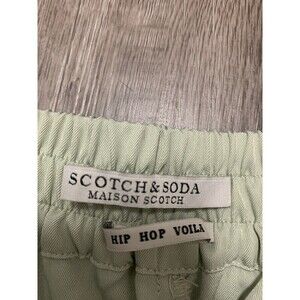 SCOTCH & SODA
MAISON SCOTCH
HIP HOP VOILA